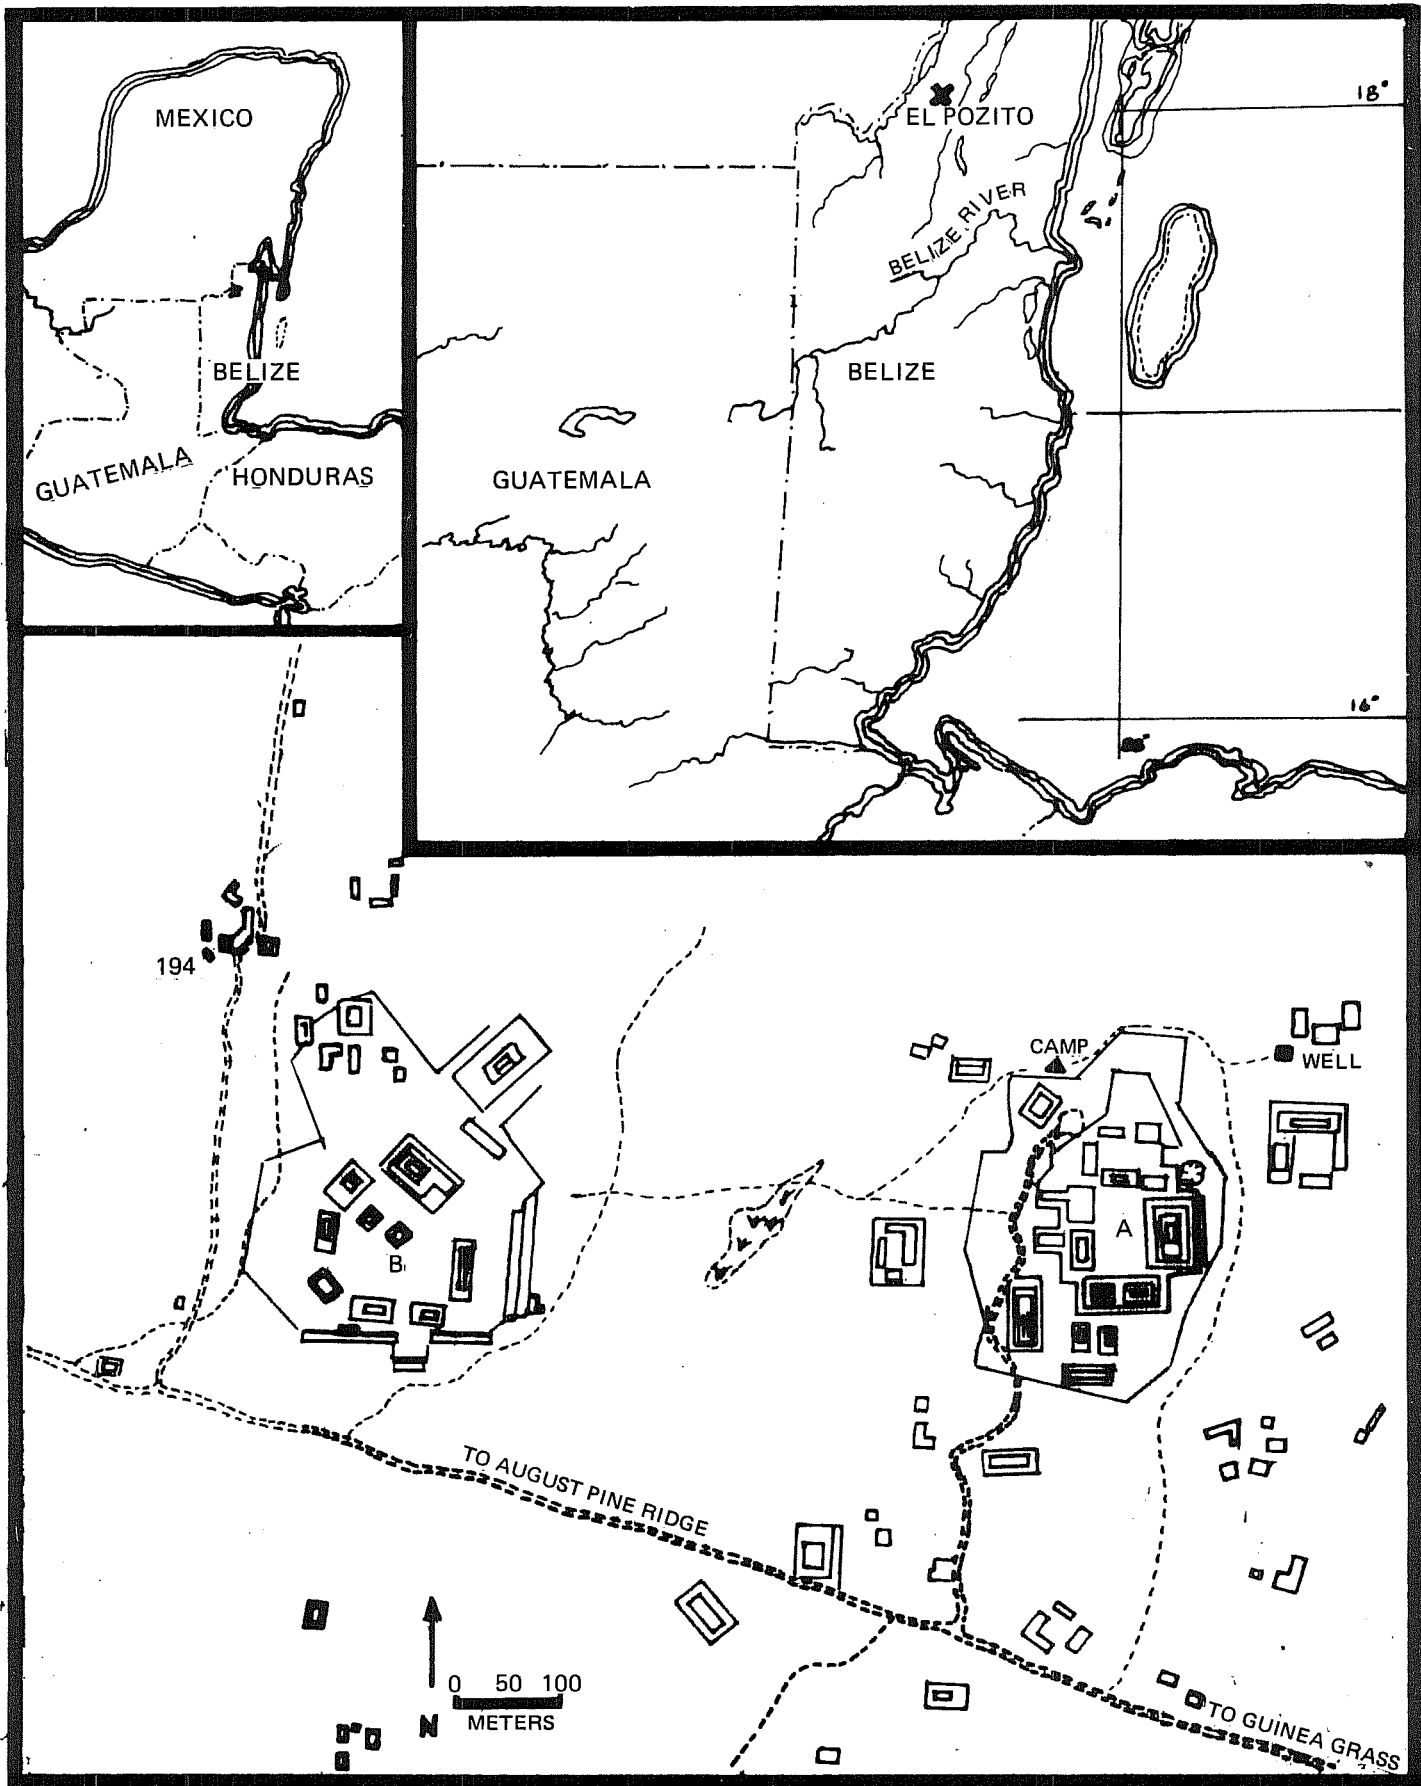 MEXICO
BELIZE
GUATEMALA
HONDURAS
18°
EL POZITO
BELIZE RIVER
BELIZE
GUATEMALA
16°
88°
194
CAMP
WELL
A
B
TO AUGUST PINE RIDGE
0 50 100
METERS
N
TO GUINEA GRASS